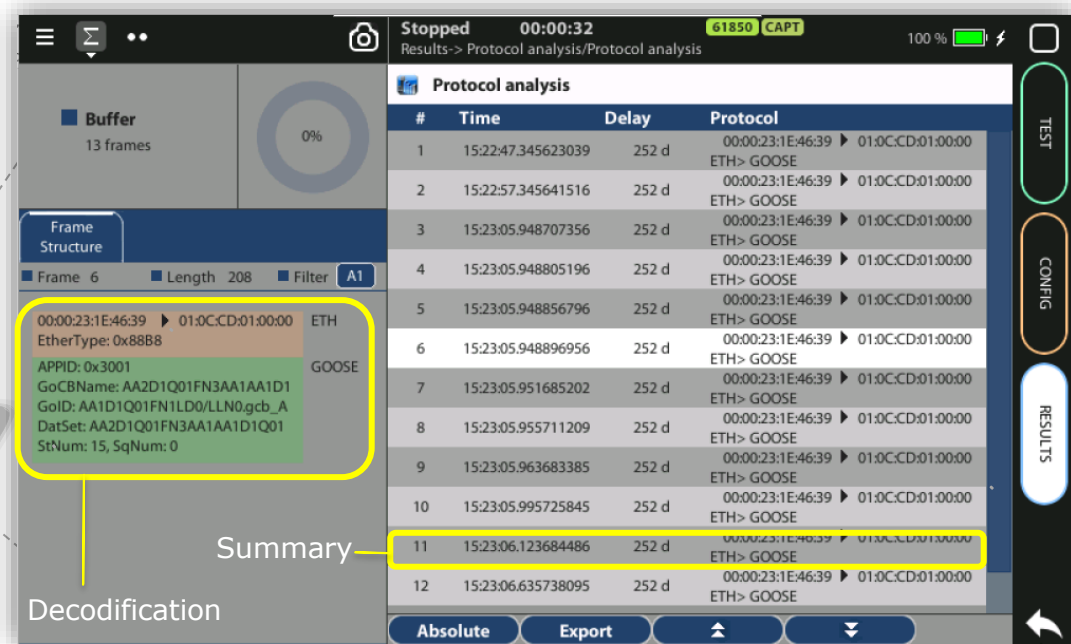 Stopped 00:00:32 61850 CAPT
Results-> Protocol analysis/Protocol analysis
100 %
Buffer
13 frames
0%
Frame
Structure
Frame 6 Length 208 Filter A1
00:00:23:1E:46:39 01:0C:CD:01:00:00 ETH
EtherType: 0x88B8
APPID: 0x3001 GOOSE
GoCBName: AA2D1Q01FN3AA1AA1D1
GoID: AA1D1Q01FN1LD0/LLN0.gcb_A
DatSet: AA2D1Q01FN3AA1AA1D1Q01
StNum: 15, SqNum: 0
Decodification
Summary
Protocol analysis
# Time Delay Protocol
1 15:22:47.345623039 252 d 00:00:23:1E:46:39 01:0C:CD:01:00:00
ETH> GOOSE
2 15:22:57.345641516 252 d 00:00:23:1E:46:39 01:0C:CD:01:00:00
ETH> GOOSE
3 15:23:05.948707356 252 d 00:00:23:1E:46:39 01:0C:CD:01:00:00
ETH> GOOSE
4 15:23:05.948805196 252 d 00:00:23:1E:46:39 01:0C:CD:01:00:00
ETH> GOOSE
5 15:23:05.948856796 252 d 00:00:23:1E:46:39 01:0C:CD:01:00:00
ETH> GOOSE
6 15:23:05.948896956 252 d 00:00:23:1E:46:39 01:0C:CD:01:00:00
ETH> GOOSE
7 15:23:05.951685202 252 d 00:00:23:1E:46:39 01:0C:CD:01:00:00
ETH> GOOSE
8 15:23:05.955711209 252 d 00:00:23:1E:46:39 01:0C:CD:01:00:00
ETH> GOOSE
9 15:23:05.963683385 252 d 00:00:23:1E:46:39 01:0C:CD:01:00:00
ETH> GOOSE
10 15:23:05.995725845 252 d 00:00:23:1E:46:39 01:0C:CD:01:00:00
ETH> GOOSE
11 15:23:06.123684486 252 d 00:00:23:1E:46:39 01:0C:CD:01:00:00
ETH> GOOSE
12 15:23:06.635738095 252 d 00:00:23:1E:46:39 01:0C:CD:01:00:00
ETH> GOOSE
Absolute Export
TEST
CONFIG
RESULTS